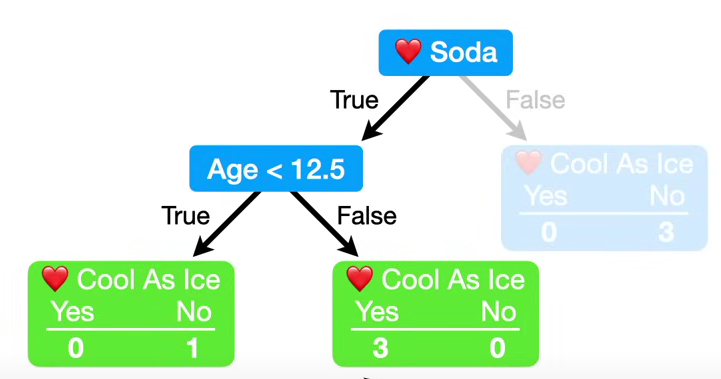 ❤️ Soda
True
False
Age < 12.5
❤️ Cool As Ice
Yes No
0 3
True
False
❤️ Cool As Ice
Yes No
0 1
❤️ Cool As Ice
Yes No
3 0